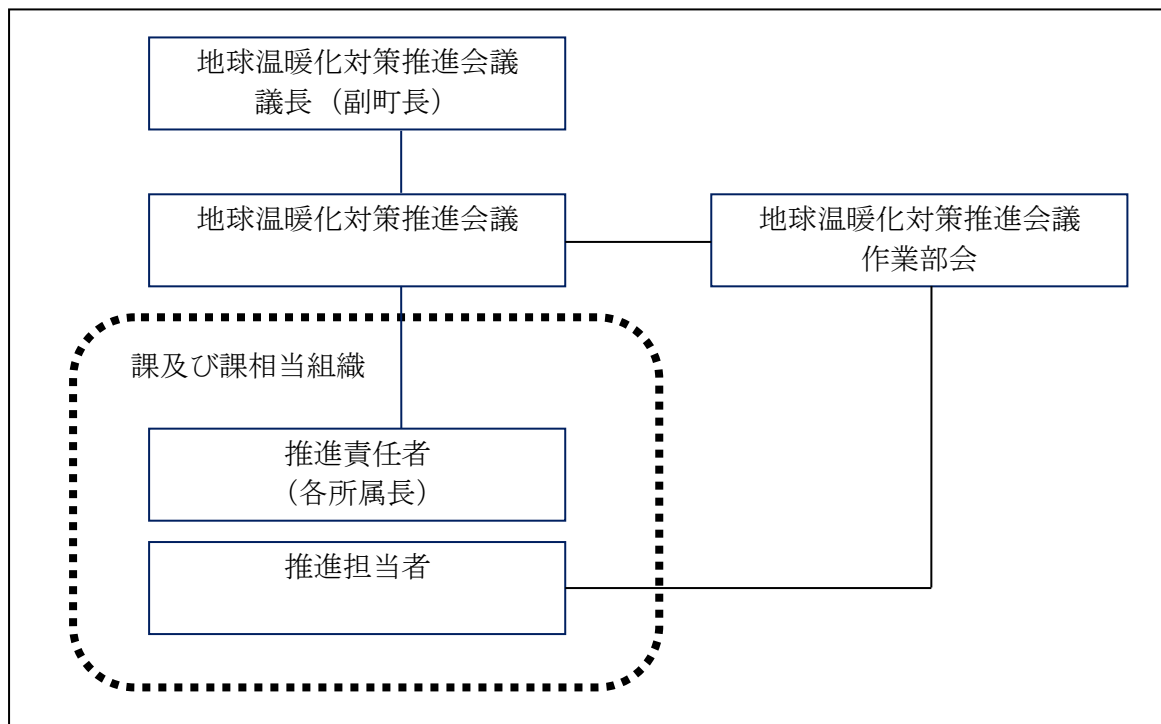 地球温暖化対策推進会議
議長（副町長）
地球温暖化対策推進会議
地球温暖化対策推進会議
作業部会
課及び課相当組織
推進責任者
（各所属長）
推進担当者